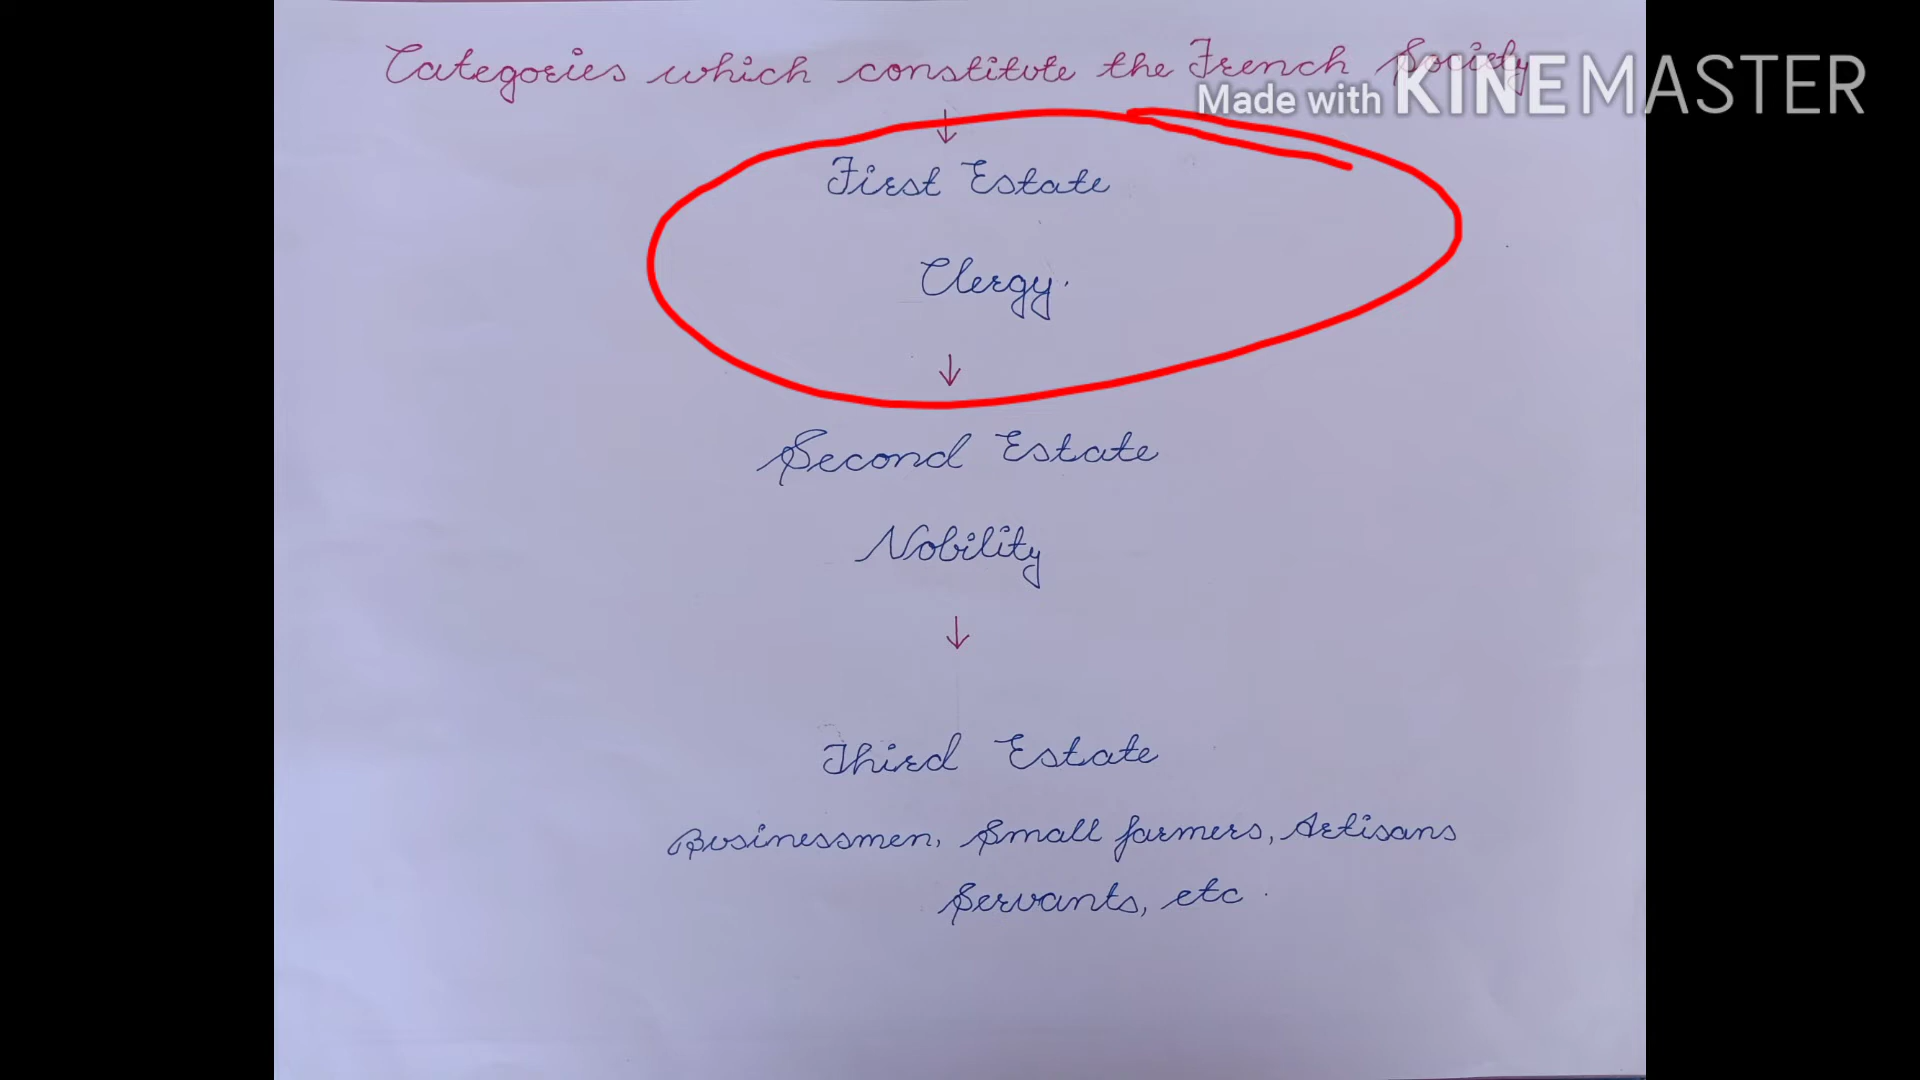 Categories which constitute the French Society
Made with KINEMASTER
First Estate
Clergy.
Second Estate
Nobility
Third Estate
Businessmen, Small farmers, Artisans
Servants, etc.